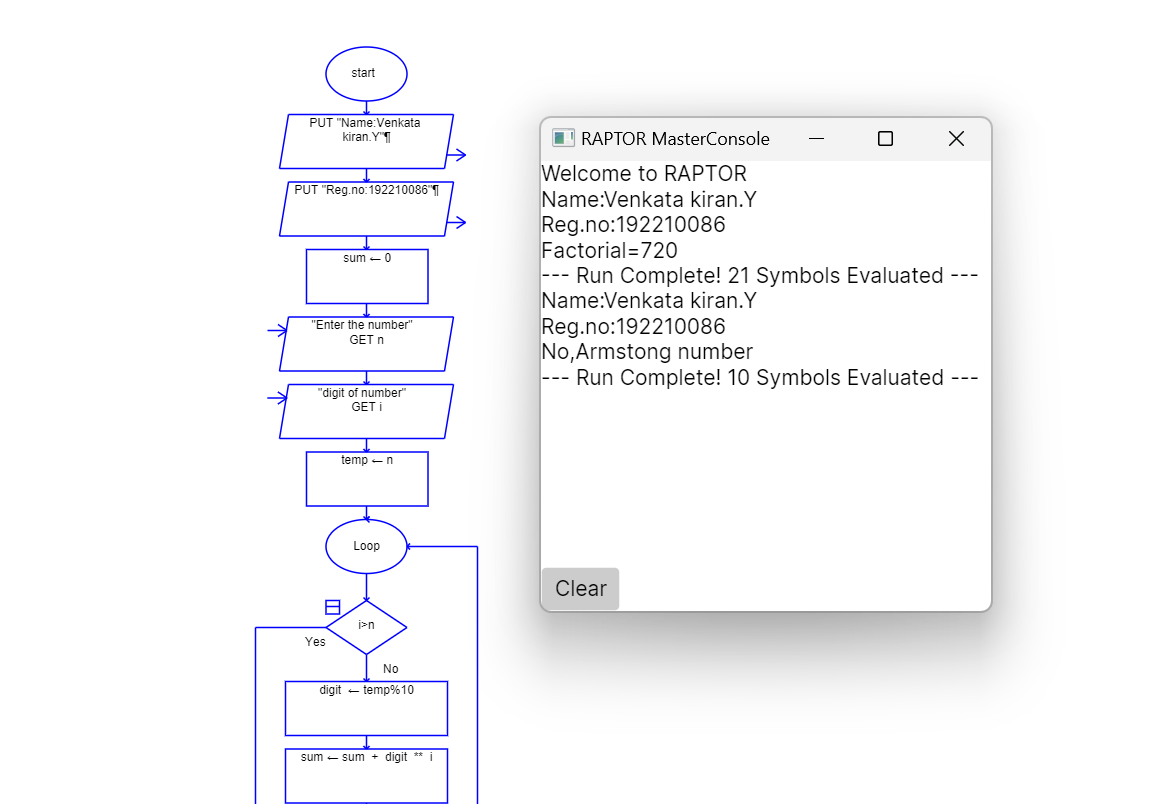 start
PUT "Name:Venkata
kiran.Y"¶
PUT "Reg.no:192210086"¶
sum ← 0
"Enter the number"
GET n
"digit of number"
GET i
temp ← n
Loop
i>n
Yes
No
digit ← temp%10
sum ← sum + digit ** i
RAPTOR MasterConsole
Welcome to RAPTOR
Name:Venkata kiran.Y
Reg.no:192210086
Factorial=720
--- Run Complete! 21 Symbols Evaluated ---
Name:Venkata kiran.Y
Reg.no:192210086
No,Armstong number
--- Run Complete! 10 Symbols Evaluated ---
Clear